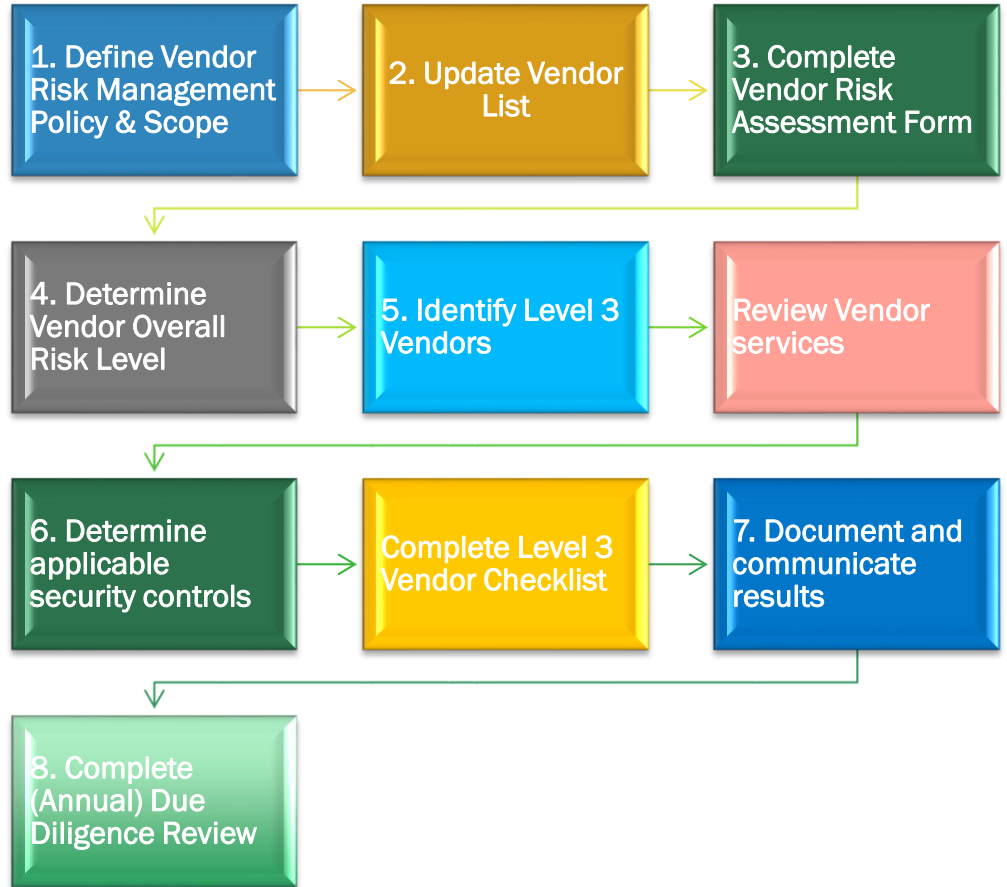 1. Define Vendor
Risk Management
Policy & Scope
2. Update Vendor
List
3. Complete
Vendor Risk
Assessment Form
4. Determine
Vendor Overall
Risk Level
5. Identify Level 3
Vendors
Review Vendor
services
6. Determine
applicable
security controls
Complete Level 3
Vendor Checklist
7. Document and
communicate
results
8. Complete
(Annual) Due
Diligence Review